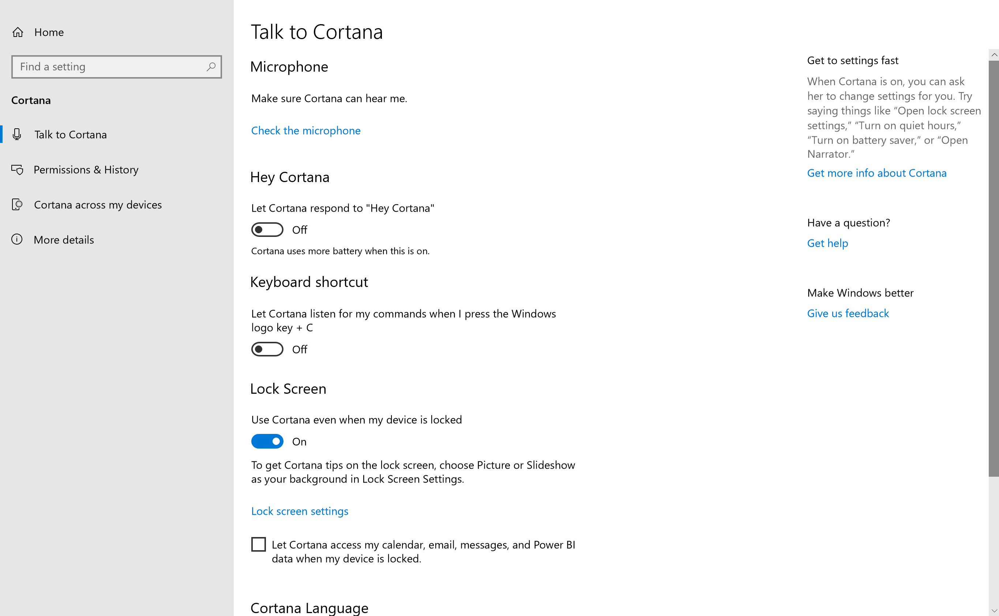 Home
Find a setting
Cortana
Talk to Cortana
Permissions & History
Cortana across my devices
More details
Talk to Cortana
Microphone
Make sure Cortana can hear me.
Check the microphone
Hey Cortana
Let Cortana respond to "Hey Cortana"
Off
Cortana uses more battery when this is on.
Keyboard shortcut
Let Cortana listen for my commands when I press the Windows
logo key + C
Off
Lock Screen
Use Cortana even when my device is locked
On
To get Cortana tips on the lock screen, choose Picture or Slideshow
as your background in Lock Screen Settings.
Lock screen settings
Let Cortana access my calendar, email, messages, and Power BI
data when my device is locked.
Cortana Language
Get to settings fast
When Cortana is on, you can ask
her to change settings for you. Try
saying things like “Open lock screen
settings,” “Turn on quiet hours,”
“Turn on battery saver,” or “Open
Narrator.”
Get more info about Cortana
Have a question?
Get help
Make Windows better
Give us feedback